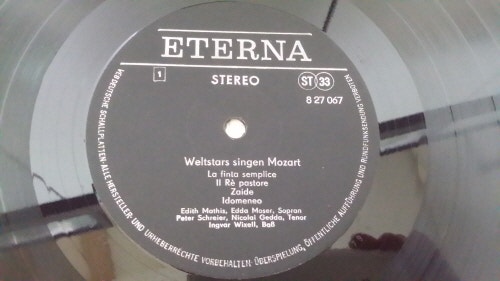 ETERNA
1
STEREO
ST 33
8 27 067
Weltstars singen Mozart
La finta semplice
Il Rè pastore
Zaide
Idomeneo
Edith Mathis, Edda Moser, Sopran
Peter Schreier, Nicolai Gedda, Tenor
Ingvar Wixell, Baß
VEB DEUTSCHE SCHALLPLATTEN ALLE HERSTELLER- UND URHEBERRECHTE VORBEHALTEN· ÜBERSPIELUNG, ÖFFENTLICHE AUFFÜHRUNG UND RUNDFUNKSENDUNG VERBOTEN